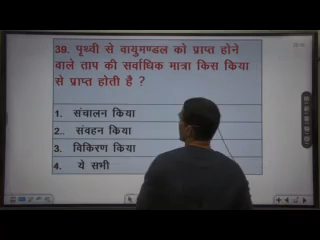 39. पृथ्वी से वायुमण्डल को प्राप्त होने
वाले ताप की सर्वाधिक मात्रा किस किया
से प्राप्त होती है ?
1. संचालन किया
2.. संवहन किया
3. विकिरण किया
4. ये सभी